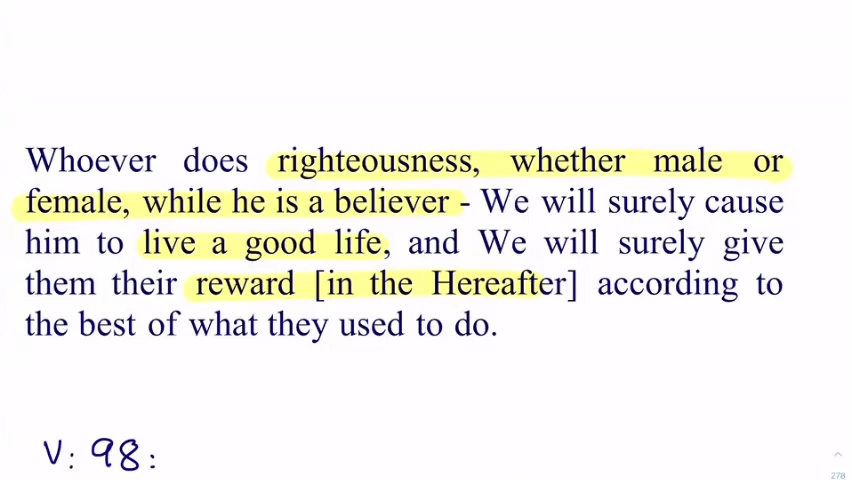 Whoever does righteousness, whether male or
female, while he is a believer - We will surely cause
him to live a good life, and We will surely give
them their reward [in the Hereafter] according to
the best of what they used to do.
V: 98:
278